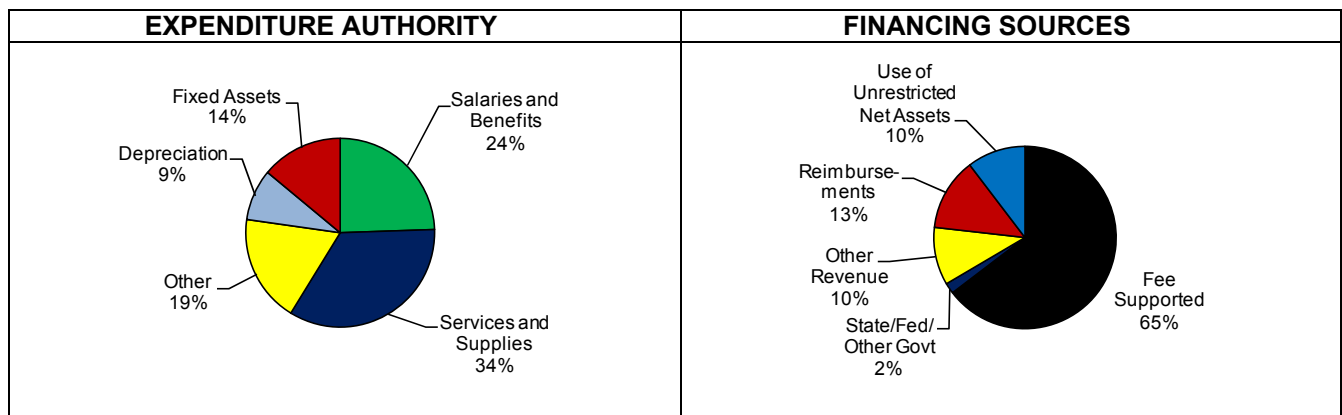 EXPENDITURE AUTHORITY
Fixed Assets
14%
Salaries and
Benefits
24%
Depreciation
9%
Other
19%
Services and
Supplies
34%
FINANCING SOURCES
Use of
Unrestricted
Net Assets
10%
Reimburse-
ments
13%
Other
Revenue
10%
State/Fed/
Other Govt
2%
Fee
Supported
65%